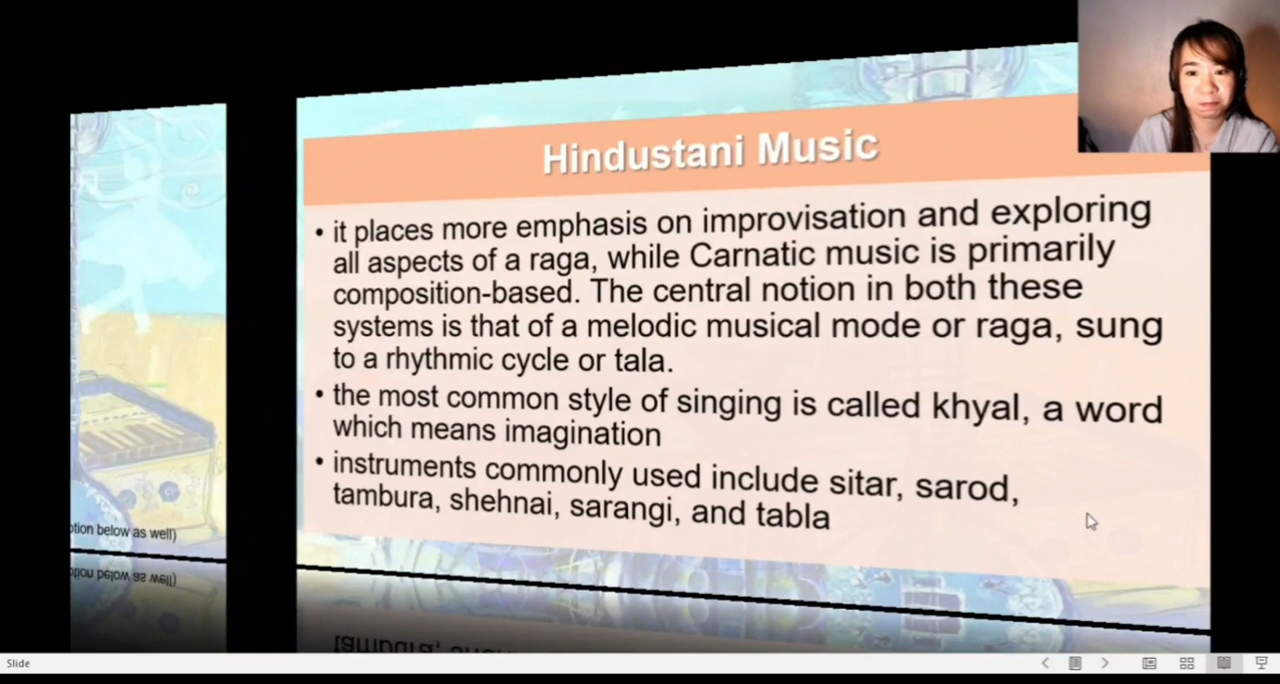 Hindustani Music
• it places more emphasis on improvisation and exploring
all aspects of a raga, while Carnatic music is primarily
composition-based. The central notion in both these
systems is that of a melodic musical mode or raga, sung
to a rhythmic cycle or tala.
• the most common style of singing is called khyal, a word
which means imagination
• instruments commonly used include sitar, sarod,
tambura, shehnai, sarangi, and tabla
below as well)
Slide